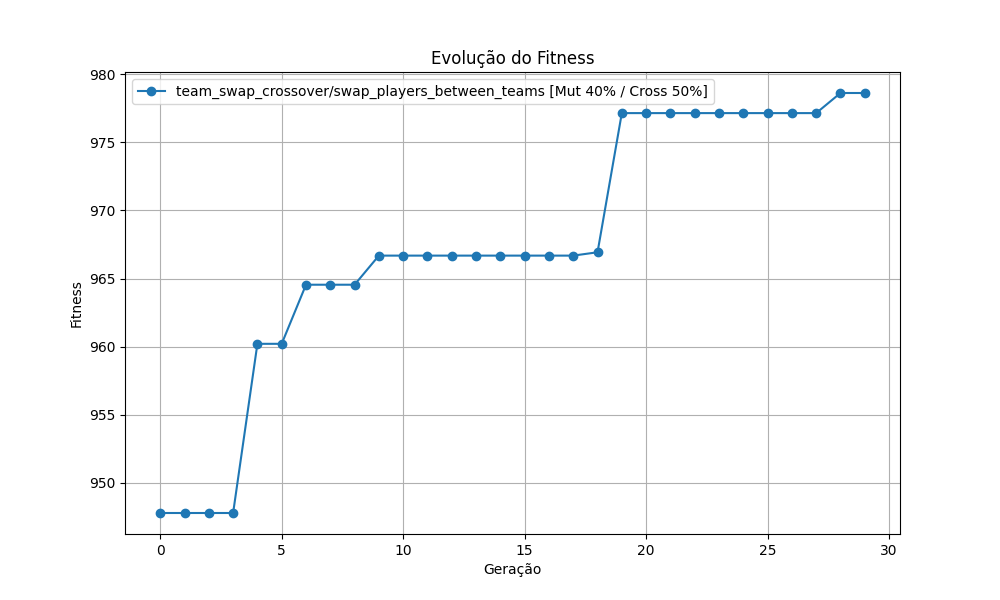 Evolução do Fitness
team_swap_crossover/swap_players_between_teams [Mut 40% / Cross 50%]
Fitness
980
975
970
965
960
955
950
0 5 10 15 20 25 30
Geração